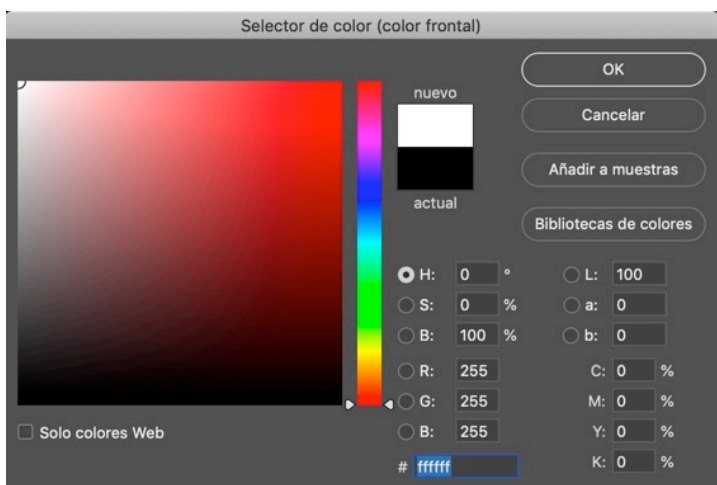 Selector de color (color frontal)
OK
nuevo
Cancelar
Añadir a muestras
actual
Bibliotecas de colores
H: 0 ° L: 100
S: 0 % a: 0
B: 100 % b: 0
R: 255 C: 0 %
G: 255 M: 0 %
Solo colores Web
B: 255 Y: 0 %
# ffffff K: 0 %